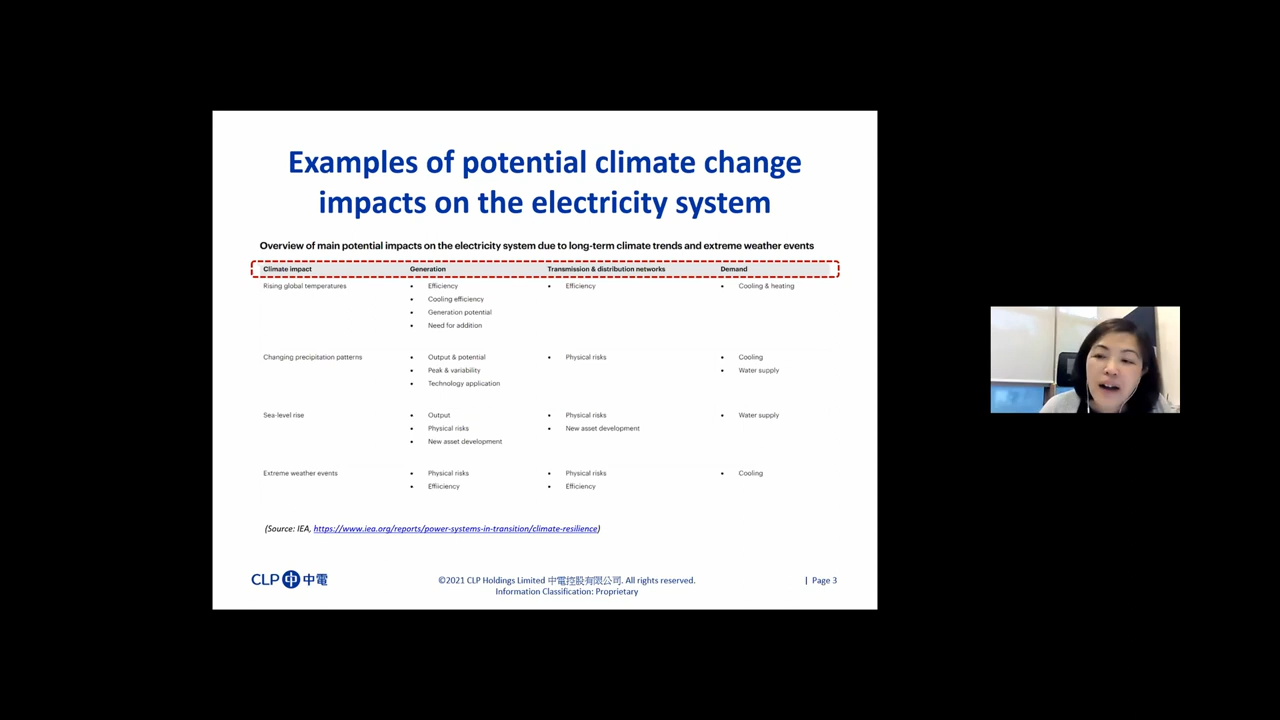 Examples of potential climate change
impacts on the electricity system
Overview of main potential impacts on the electricity system due to long-term climate trends and extreme weather events
Climate impact Generation Transmission & distribution networks Demand
Rising global temperatures • Efficiency • Efficiency • Cooling & heating
• Cooling efficiency
• Generation potential
• Need for addition
Changing precipitation patterns • Output & potential • Physical risks • Cooling
• Peak & variability • Water supply
• Technology application
Sea-level rise • Output • Physical risks • Water supply
• Physical risks • New asset development
• New asset development
Extreme weather events • Physical risks • Physical risks • Cooling
• Effiiciency • Efficiency
(Source: IEA, https://www.iea.org/reports/power-systems-in-transition/climate-resilience)
CLP 中電 ©2021 CLP Holdings Limited 中電控股有限公司. All rights reserved. | Page 3
Information Classification: Proprietary